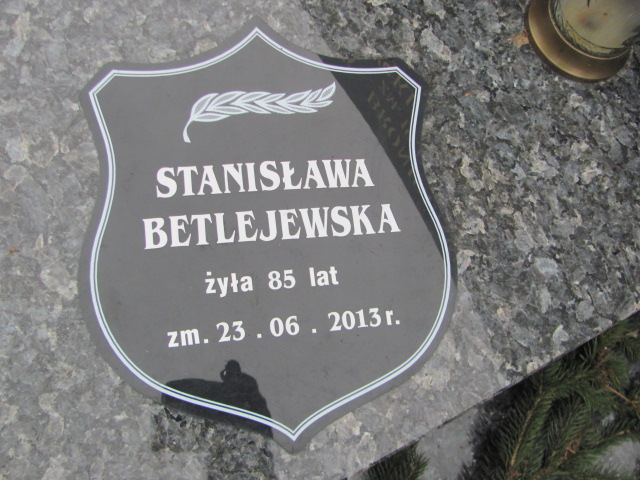 STANISŁAWA
BETLEJEWSKA
żyła 85 lat
zm. 23 . 06 . 2013 r.